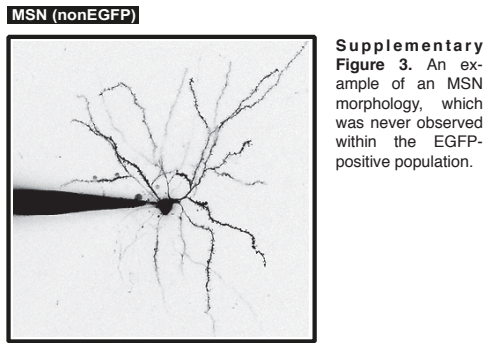 MSN (nonEGFP)
Supplementary
Figure 3. An ex-
ample of an MSN
morphology, which
was never observed
within the EGFP-
positive population.